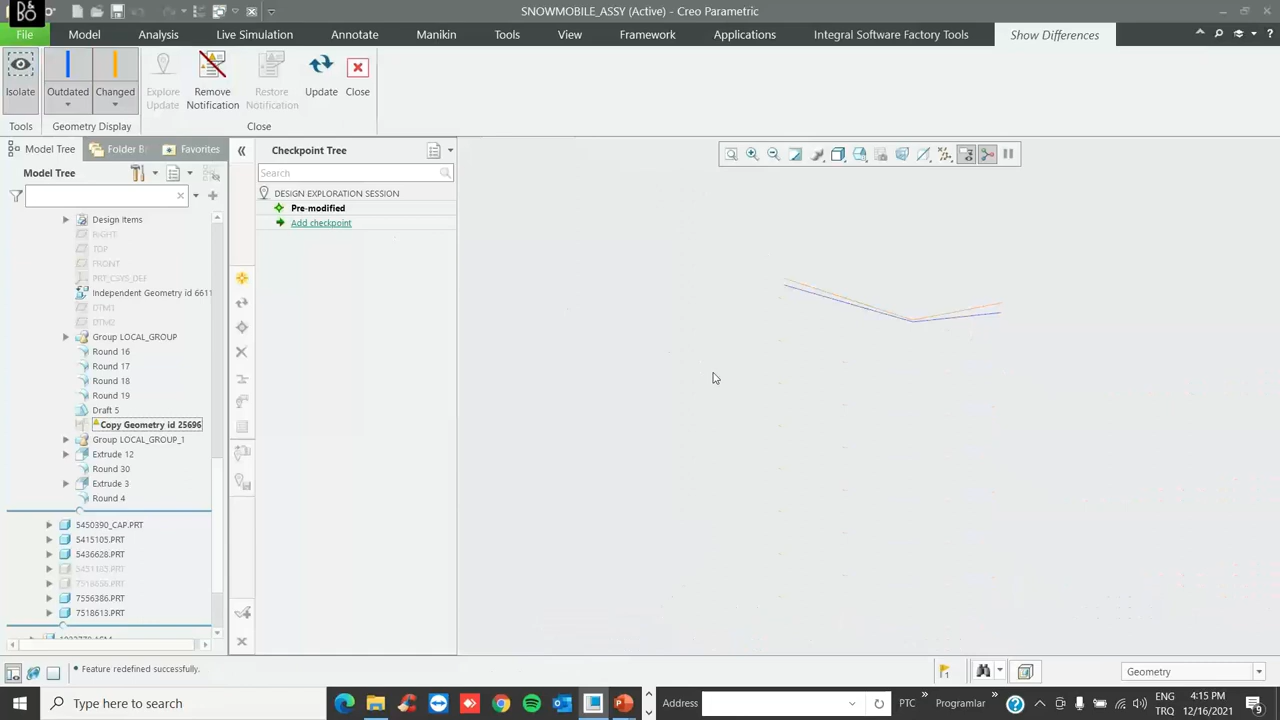 B&O
SNOWMOBILE_ASSY (Active) - Creo Parametric
File
Model
Analysis
Live Simulation
Annotate
Manikin
Tools
View
Framework
Applications
Integral Software Factory Tools
Show Differences
Isolate
Outdated
Changed
Explore
Update
Remove
Notification
Restore
Notification
Update
Close
Tools
Geometry Display
Close
Model Tree
Folder B
Favorites
Model Tree
Design Items
RIGHT
TOP
FRONT
PRT_CSYS_DEF
Independent Geometry id 6611
DTM1
DTM2
Group LOCAL_GROUP
Round 16
Round 17
Round 18
Round 19
Draft 5
Copy Geometry id 25696
Group LOCAL_GROUP_1
Extrude 12
Round 30
Extrude 3
Round 4
5450390_CAP.PRT
5415105.PRT
5436628.PRT
7556386.PRT
7518613.PRT
Checkpoint Tree
Search
DESIGN EXPLORATION SESSION
Pre-modified
Add checkpoint
• Feature redefined successfully.
Geometry
Type here to search
Address
PTC
Programlar
ENG
TRQ
4:15 PM
12/16/2021